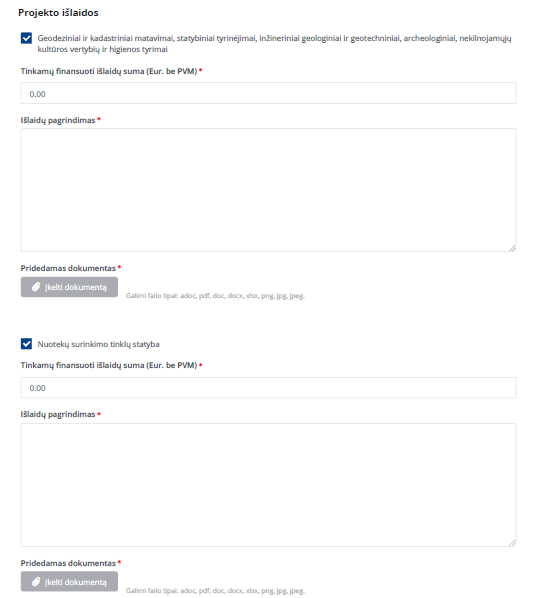 Projekto išlaidos
Geodeziniai ir kadastriniai matavimai, statybiniai tyrinėjimai, inžineriniai geologiniai ir geotechniniai, archeologiniai, nekilnojamųjų
kultūros vertybių ir higienos tyrimai
Tinkamų finansuoti išlaidų suma (Eur. be PVM) *
0.00
Išlaidų pagrindimas *
Pridedamas dokumentas *
Įkelti dokumentą
Galimi failo tipai: adoc, pdf, doc, docx, xlsx, png, jpg, jpeg.
Nuotekų surinkimo tinklų statyba
Tinkamų finansuoti išlaidų suma (Eur. be PVM) *
0.00
Išlaidų pagrindimas *
Pridedamas dokumentas *
Įkelti dokumentą
Galimi failo tipai: adoc, pdf, doc, docx, xlsx, png, jpg, jpeg.